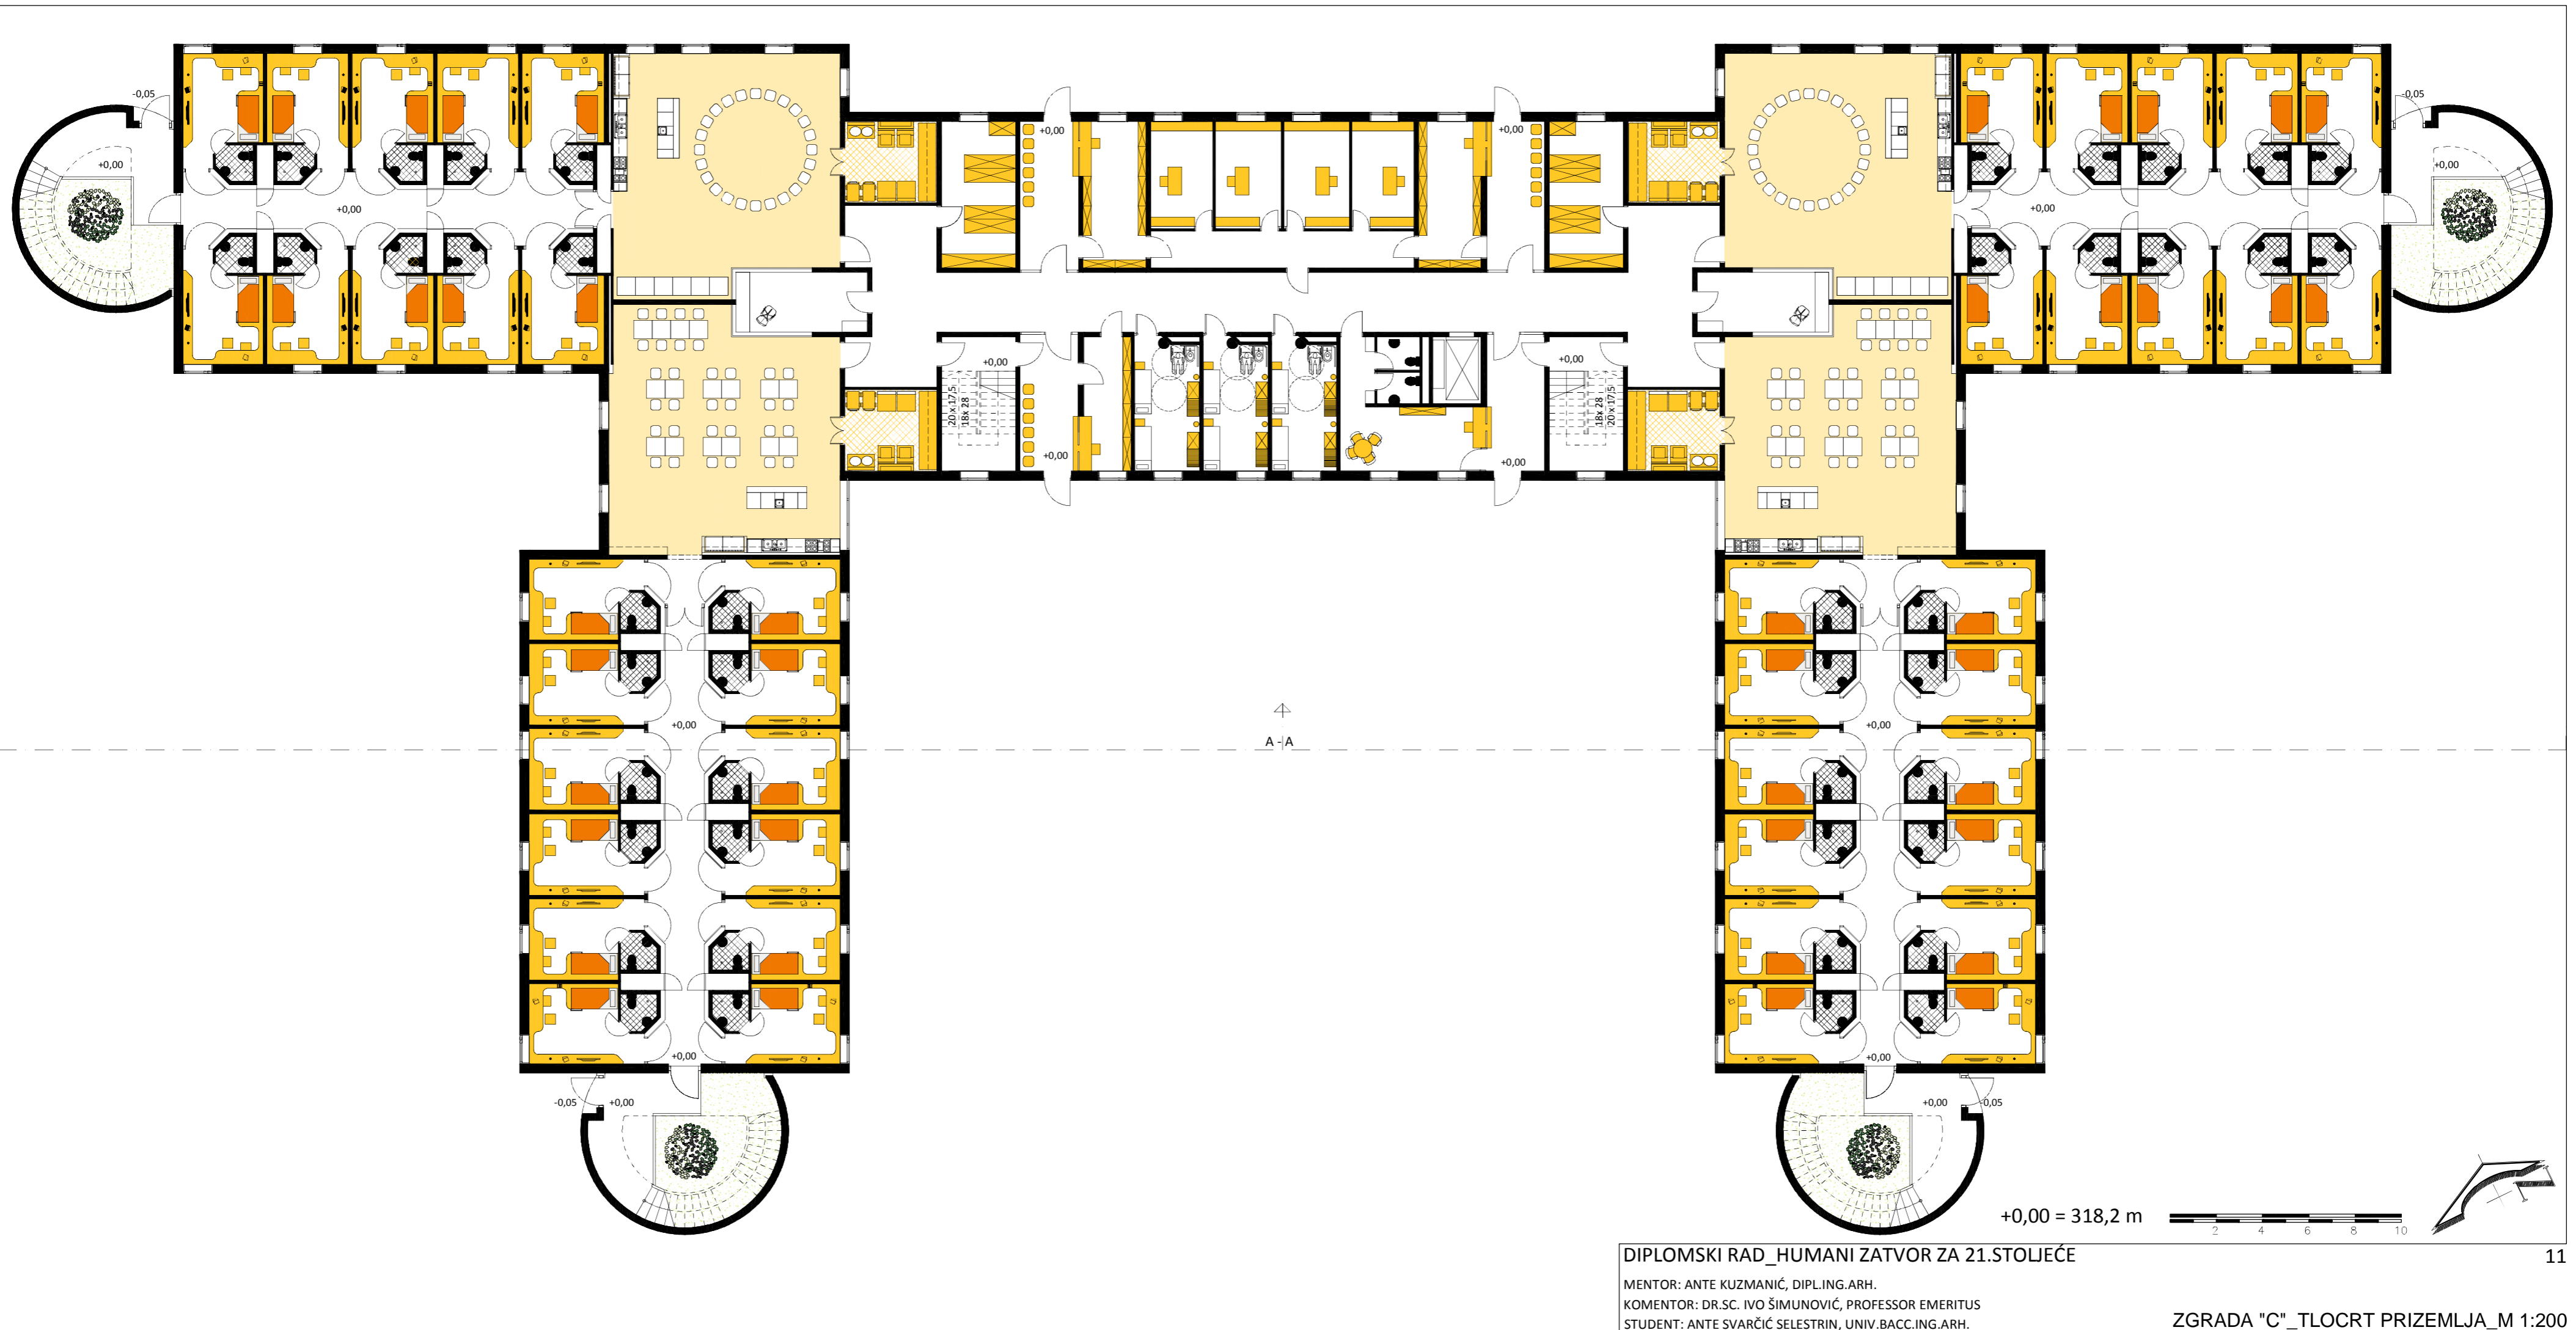 -0,05
-0,05
+0,00
+0,00
+0,00
+0,00
+0,00
+0,00
+0,00
+0,00
+0,00
20 x 17,5
18x 28
18x 28
20 x 17,5
+0,00
+0,00
+0,00
+0,00
A - A
+0,00
+0,00
-0,05
+0,00
+0,00
-0,05
+0,00 = 318,2 m
2 4 6 8 10
DIPLOMSKI RAD_HUMANI ZATVOR ZA 21.STOLJEĆE
11
MENTOR: ANTE KUZMANIĆ, DIPL.ING.ARH.
KOMENTOR: DR.SC. IVO ŠIMUNOVIĆ, PROFESSOR EMERITUS
STUDENT: ANTE SVARČIĆ SELESTRIN, UNIV.BACC.ING.ARH.
ZGRADA "C"_TLOCRT PRIZEMLJA_M 1:200